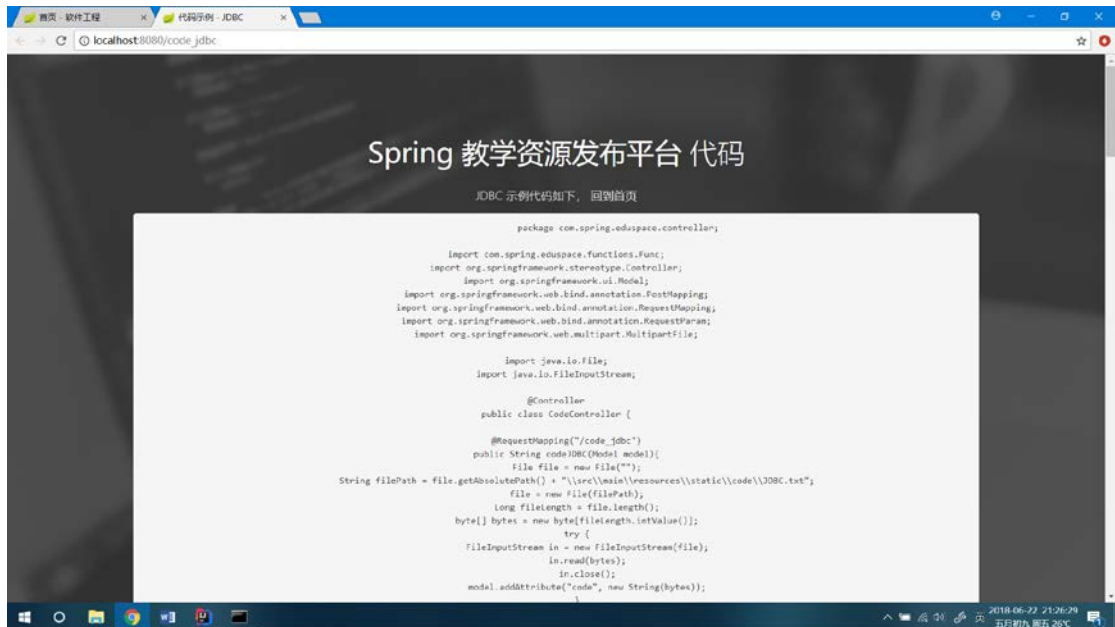 首页 - 软件工程
代码示例 - JDBC
localhost:8080/code_jdbc
Spring 教学资源发布平台 代码
JDBC 示例代码如下, 回到首页
package com.spring.eduspace.controller;
import com.spring.eduspace.functions.Func;
import org.springframework.stereotype.Controller;
import org.springframework.ui.Model;
import org.springframework.web.bind.annotation.PostMapping;
import org.springframework.web.bind.annotation.RequestMapping;
import org.springframework.web.bind.annotation.RequestParam;
import org.springframework.web.multipart.MultipartFile;
import java.io.File;
import java.io.FileInputStream;
@Controller
public class CodeController {
@RequestMapping("/code_jdbc")
public String codeJDBC(Model model){
File file = new File("");
String filePath = file.getAbsolutePath() + "\\src\\main\\resources\\static\\code\\JDBC.txt";
file = new File(filePath);
Long fileLength = file.length();
byte[] bytes = new byte[fileLength.intValue()];
try {
FileInputStream in = new FileInputStream(file);
in.read(bytes);
in.close();
model.addAttribute("code", new String(bytes));
}
英
2018-06-22 21:26:29
五月初九 周五 26℃